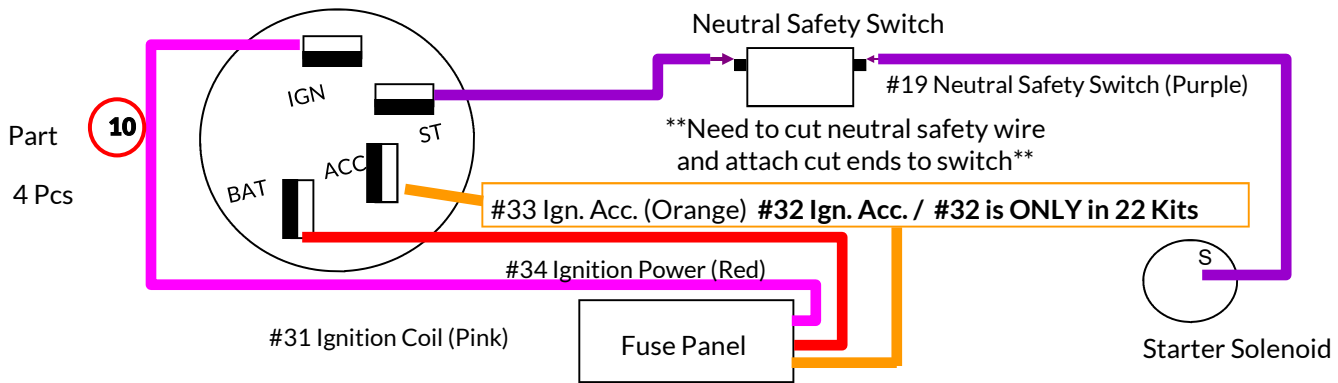 Neutral Safety Switch
#19 Neutral Safety Switch (Purple)
IGN
ST
Part
10
4 Pcs
**Need to cut neutral safety wire
and attach cut ends to switch**
ACC
BAT
#33 Ign. Acc. (Orange) #32 Ign. Acc. / #32 is ONLY in 22 Kits
#34 Ignition Power (Red)
S
#31 Ignition Coil (Pink)
Fuse Panel
Starter Solenoid